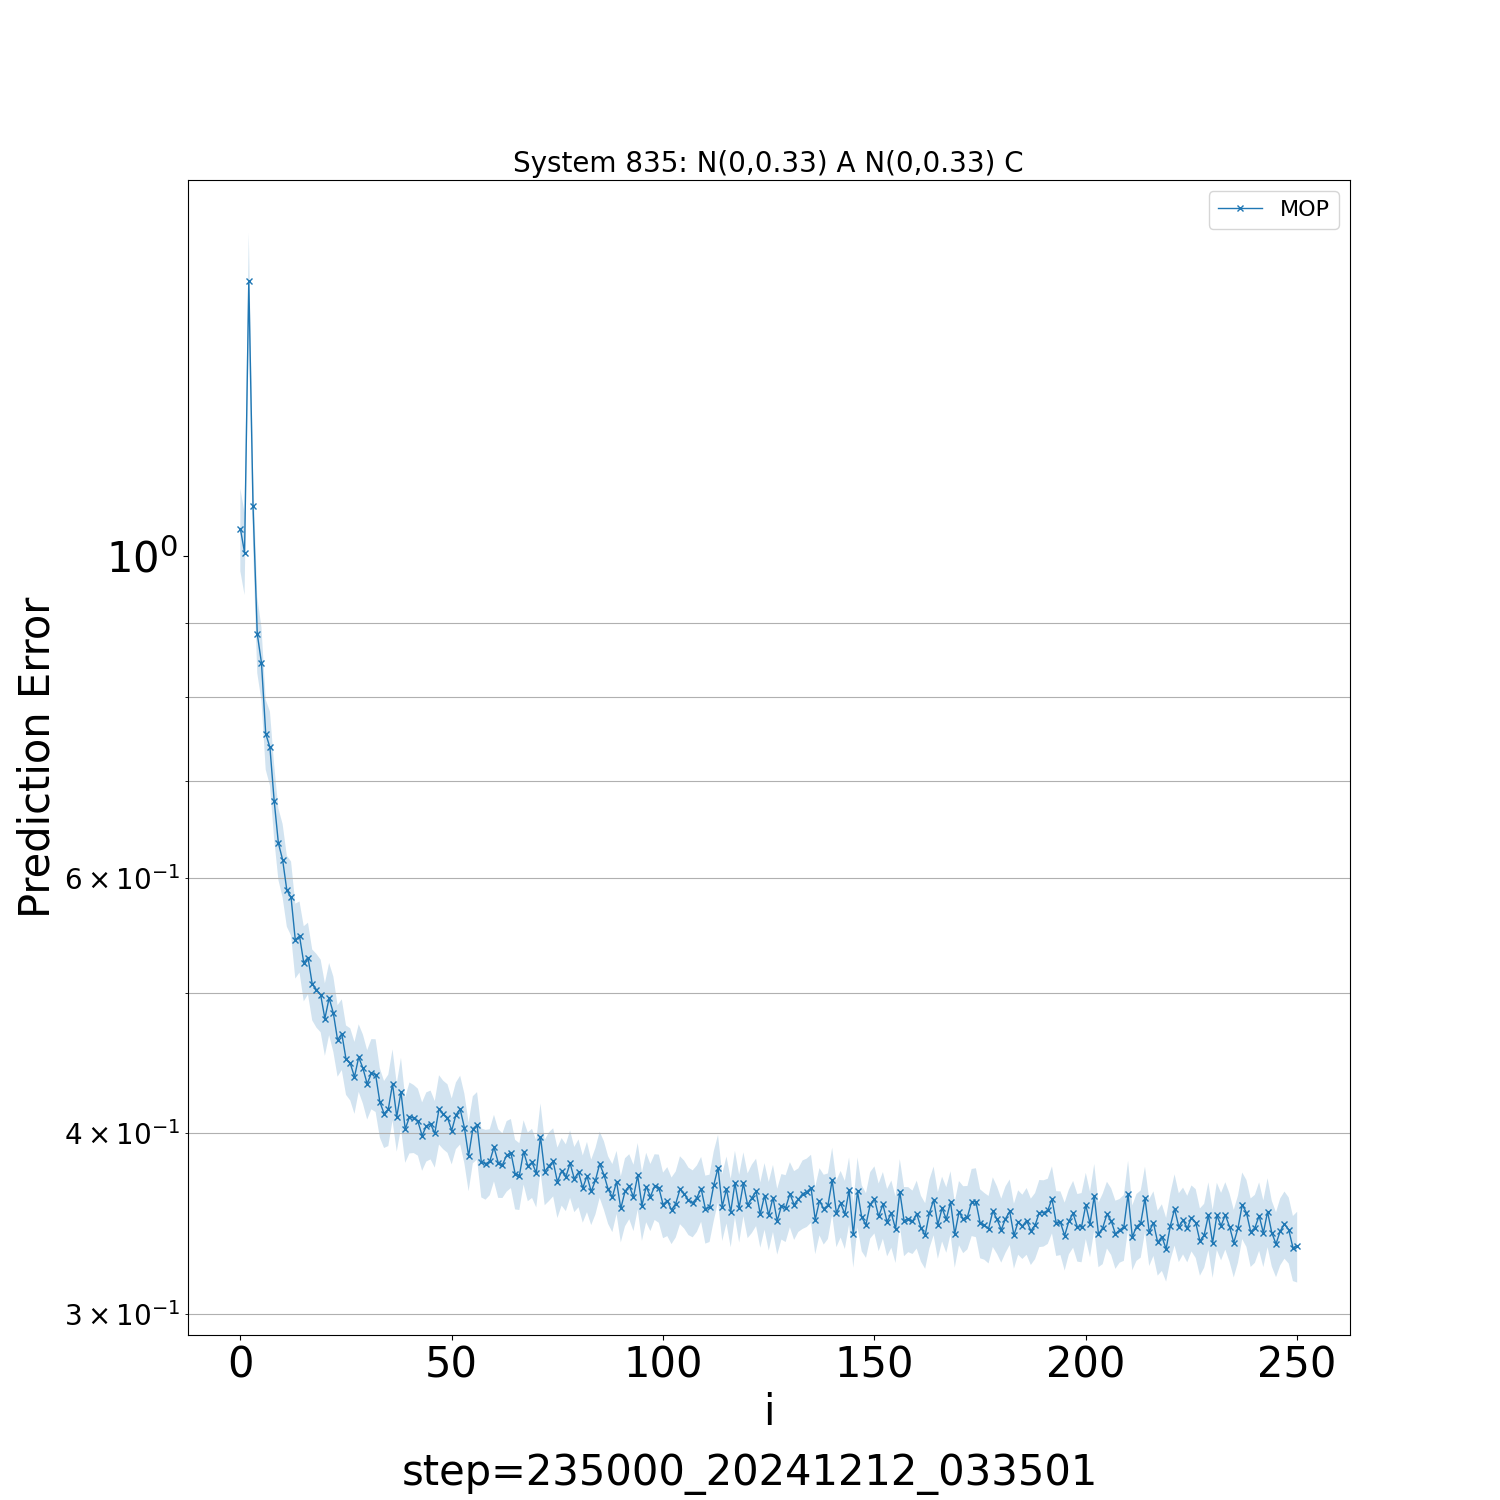 System 835: N(0,0.33) A N(0,0.33) C
MOP
Prediction Error
10⁰
6 × 10⁻¹
4 × 10⁻¹
3 × 10⁻¹
0 50 100 150 200 250
i
step=235000_20241212_033501